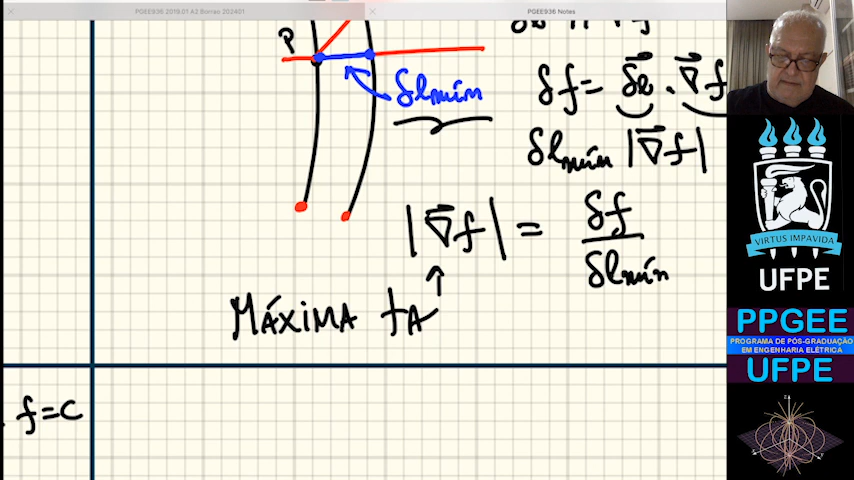 PGEE936 2019.01 A2 Borrao 202401
PGEE936 Notes
P
δℓmín
δf = δℓ⃗ . ∇⃗f
δℓmín |∇⃗f|
|∇⃗f| = δf / δℓmín
MÁXIMA tA
. f=C
VIRTUS IMPAVIDA
UFPE
PPGEE
PROGRAMA DE PÓS-GRADUAÇÃO
EM ENGENHARIA ELÉTRICA
UFPE